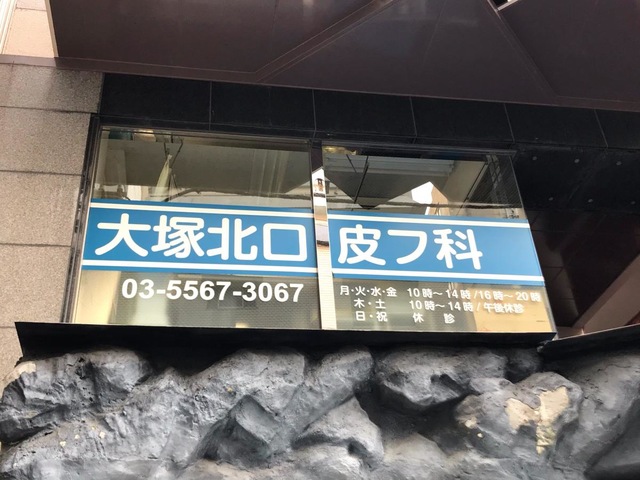 大塚北口 皮フ科
03-5567-3067
月・火・水・金 10時～14時/16時～20時
木・土 10時～14時/午後休診
日・祝 休診